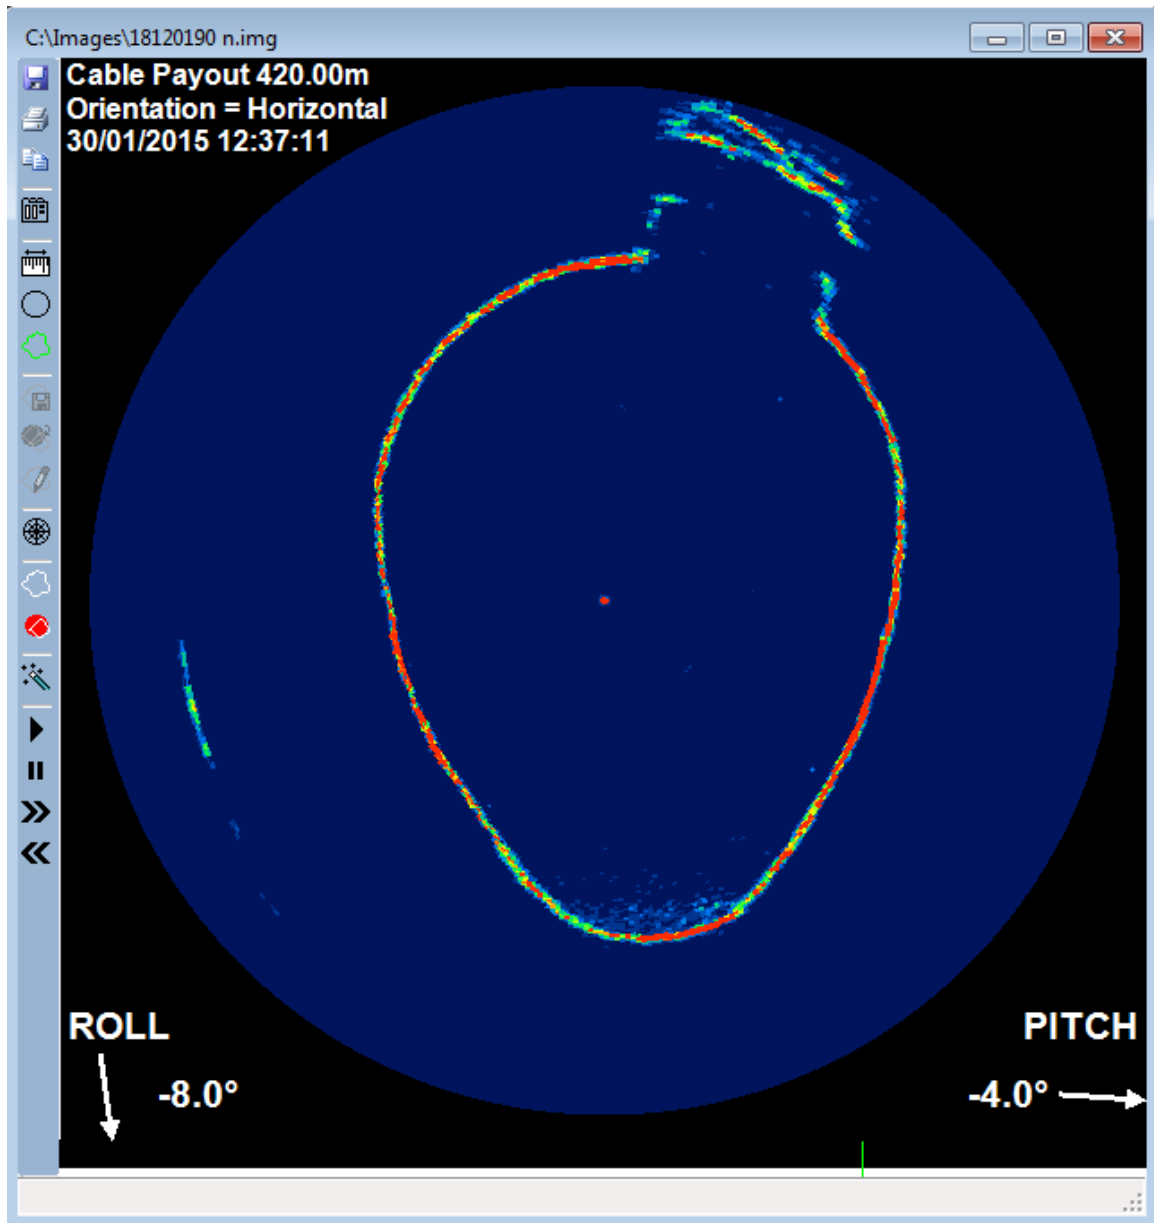 C:\Images\18120190 n.img
Cable Payout 420.00m
Orientation = Horizontal
30/01/2015 12:37:11
ROLL
PITCH
-8.0°
-4.0°